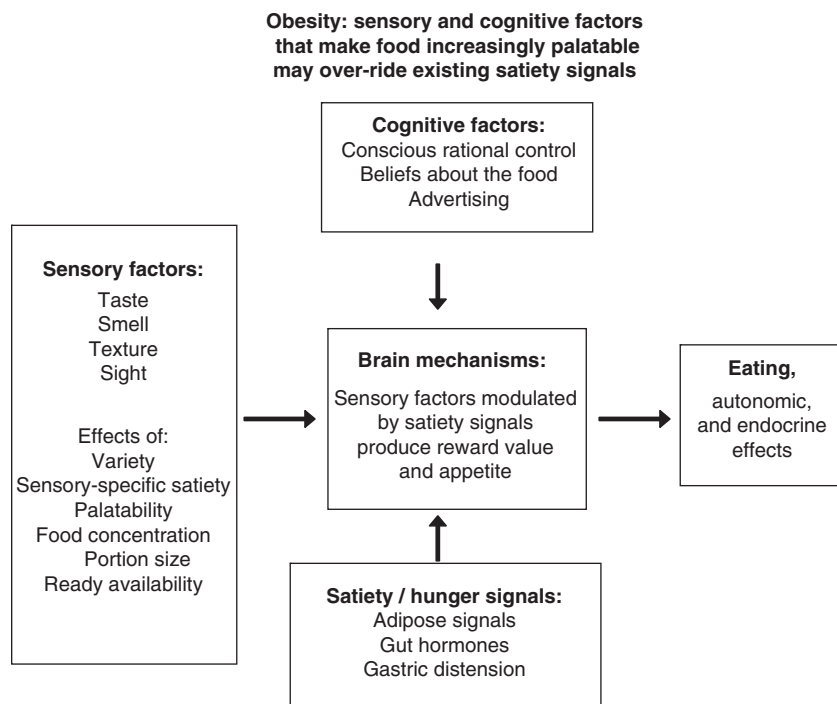 Obesity: sensory and cognitive factors
that make food increasingly palatable
may over-ride existing satiety signals
Cognitive factors:
Conscious rational control
Beliefs about the food
Advertising
Sensory factors:
Taste
Smell
Texture
Sight
Effects of:
Variety
Sensory-specific satiety
Palatability
Food concentration
Portion size
Ready availability
Brain mechanisms:
Sensory factors modulated
by satiety signals
produce reward value
and appetite
Eating,
autonomic,
and endocrine
effects
Satiety / hunger signals:
Adipose signals
Gut hormones
Gastric distension